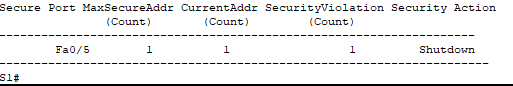 Secure Port MaxSecureAddr CurrentAddr SecurityViolation Security Action
(Count) (Count) (Count)
--------------------------------------------------------------------
Fa0/5 1 1 1 Shutdown
----------------------------------------------------------------------
S1#